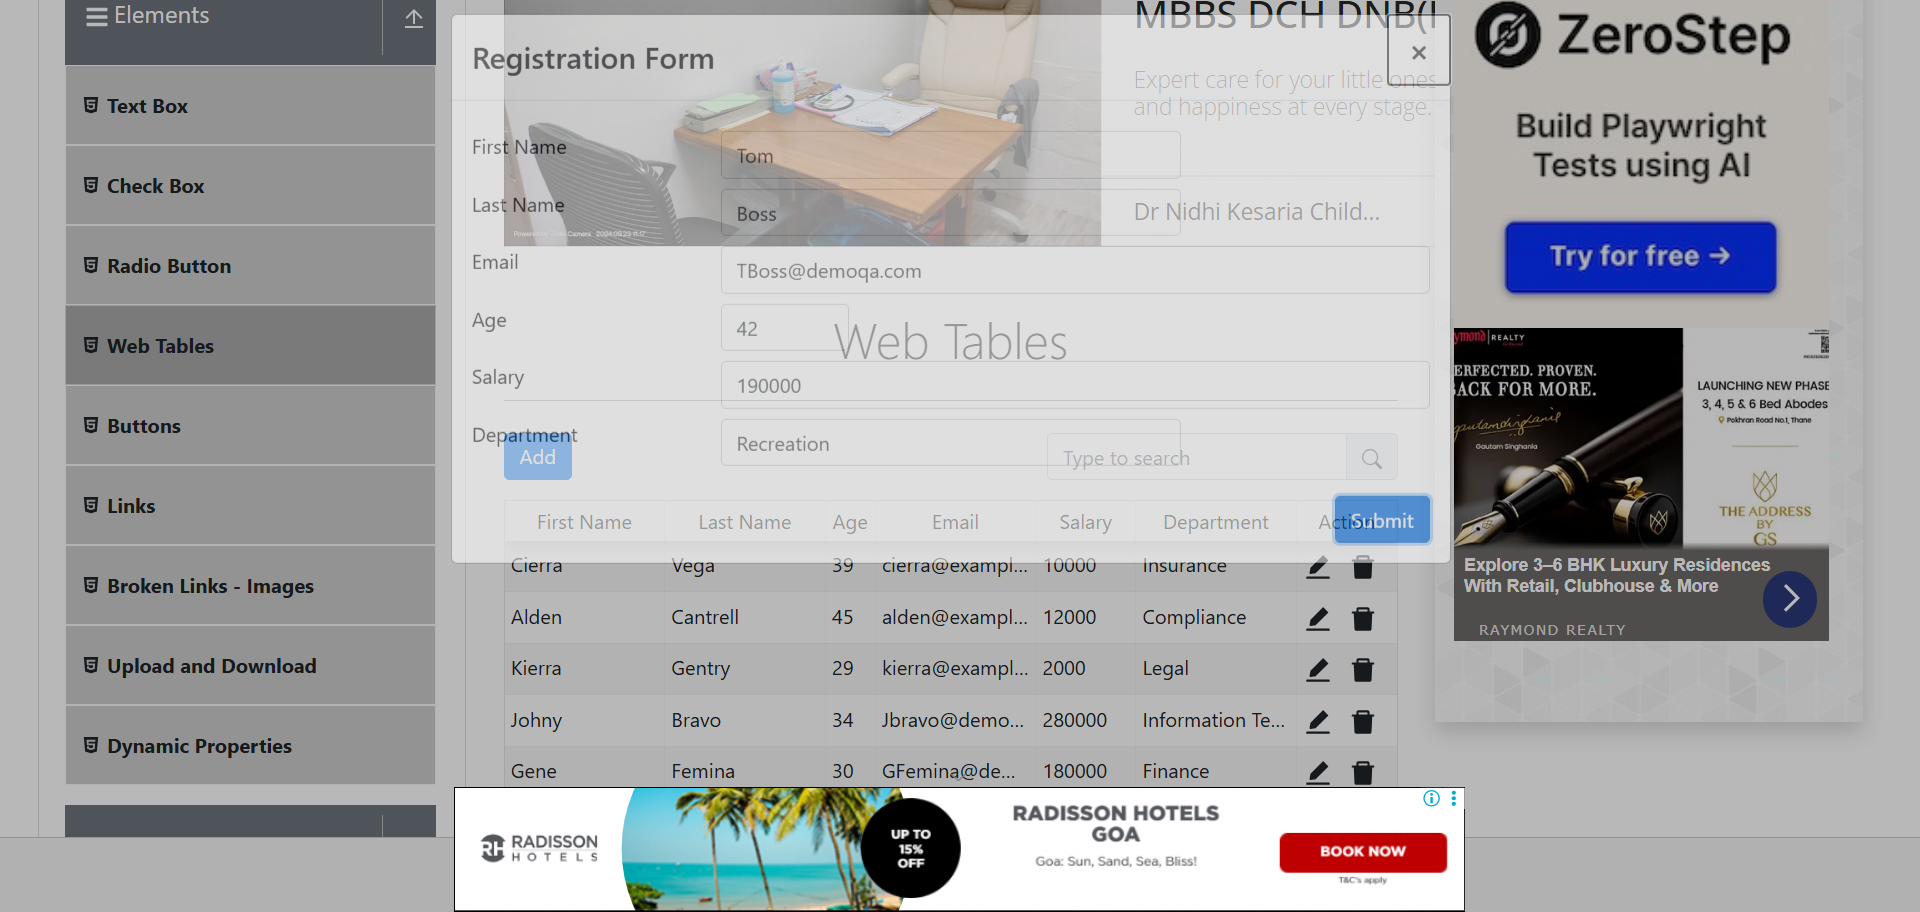 Elements
Text Box
Check Box
Radio Button
Web Tables
Buttons
Links
Broken Links - Images
Upload and Download
Dynamic Properties
MBBS DCH DNB(
Expert care for your little ones
and happiness at every stage.
Dr Nidhi Kesaria Child...
Registration Form
×
First Name
Tom
Last Name
Boss
Email
TBoss@demoqa.com
Age
42
Salary
190000
Department
Recreation
Submit
Web Tables
Add
Type to search
First Name Last Name Age Email Salary Department
Cierra Vega 39 cierra@exampl... 10000 Insurance
Alden Cantrell 45 alden@exampl... 12000 Compliance
Kierra Gentry 29 kierra@exampl... 2000 Legal
Johny Bravo 34 Jbravo@demo... 280000 Information Te...
Gene Femina 30 GFemina@de... 180000 Finance
ZeroStep
Build Playwright
Tests using AI
Try for free →
REALTY
PERFECTED. PROVEN.
BACK FOR MORE.
Gautam Singhania
LAUNCHING NEW PHASE
3, 4, 5 & 6 Bed Abodes
Pokhran Road No.1, Thane
THE ADDRESS
BY
GS
Explore 3–6 BHK Luxury Residences
With Retail, Clubhouse & More
RAYMOND REALTY
RH RADISSON
HOTELS
UP TO
15%
OFF
RADISSON HOTELS
GOA
Goa: Sun, Sand, Sea, Bliss!
BOOK NOW
T&C's apply